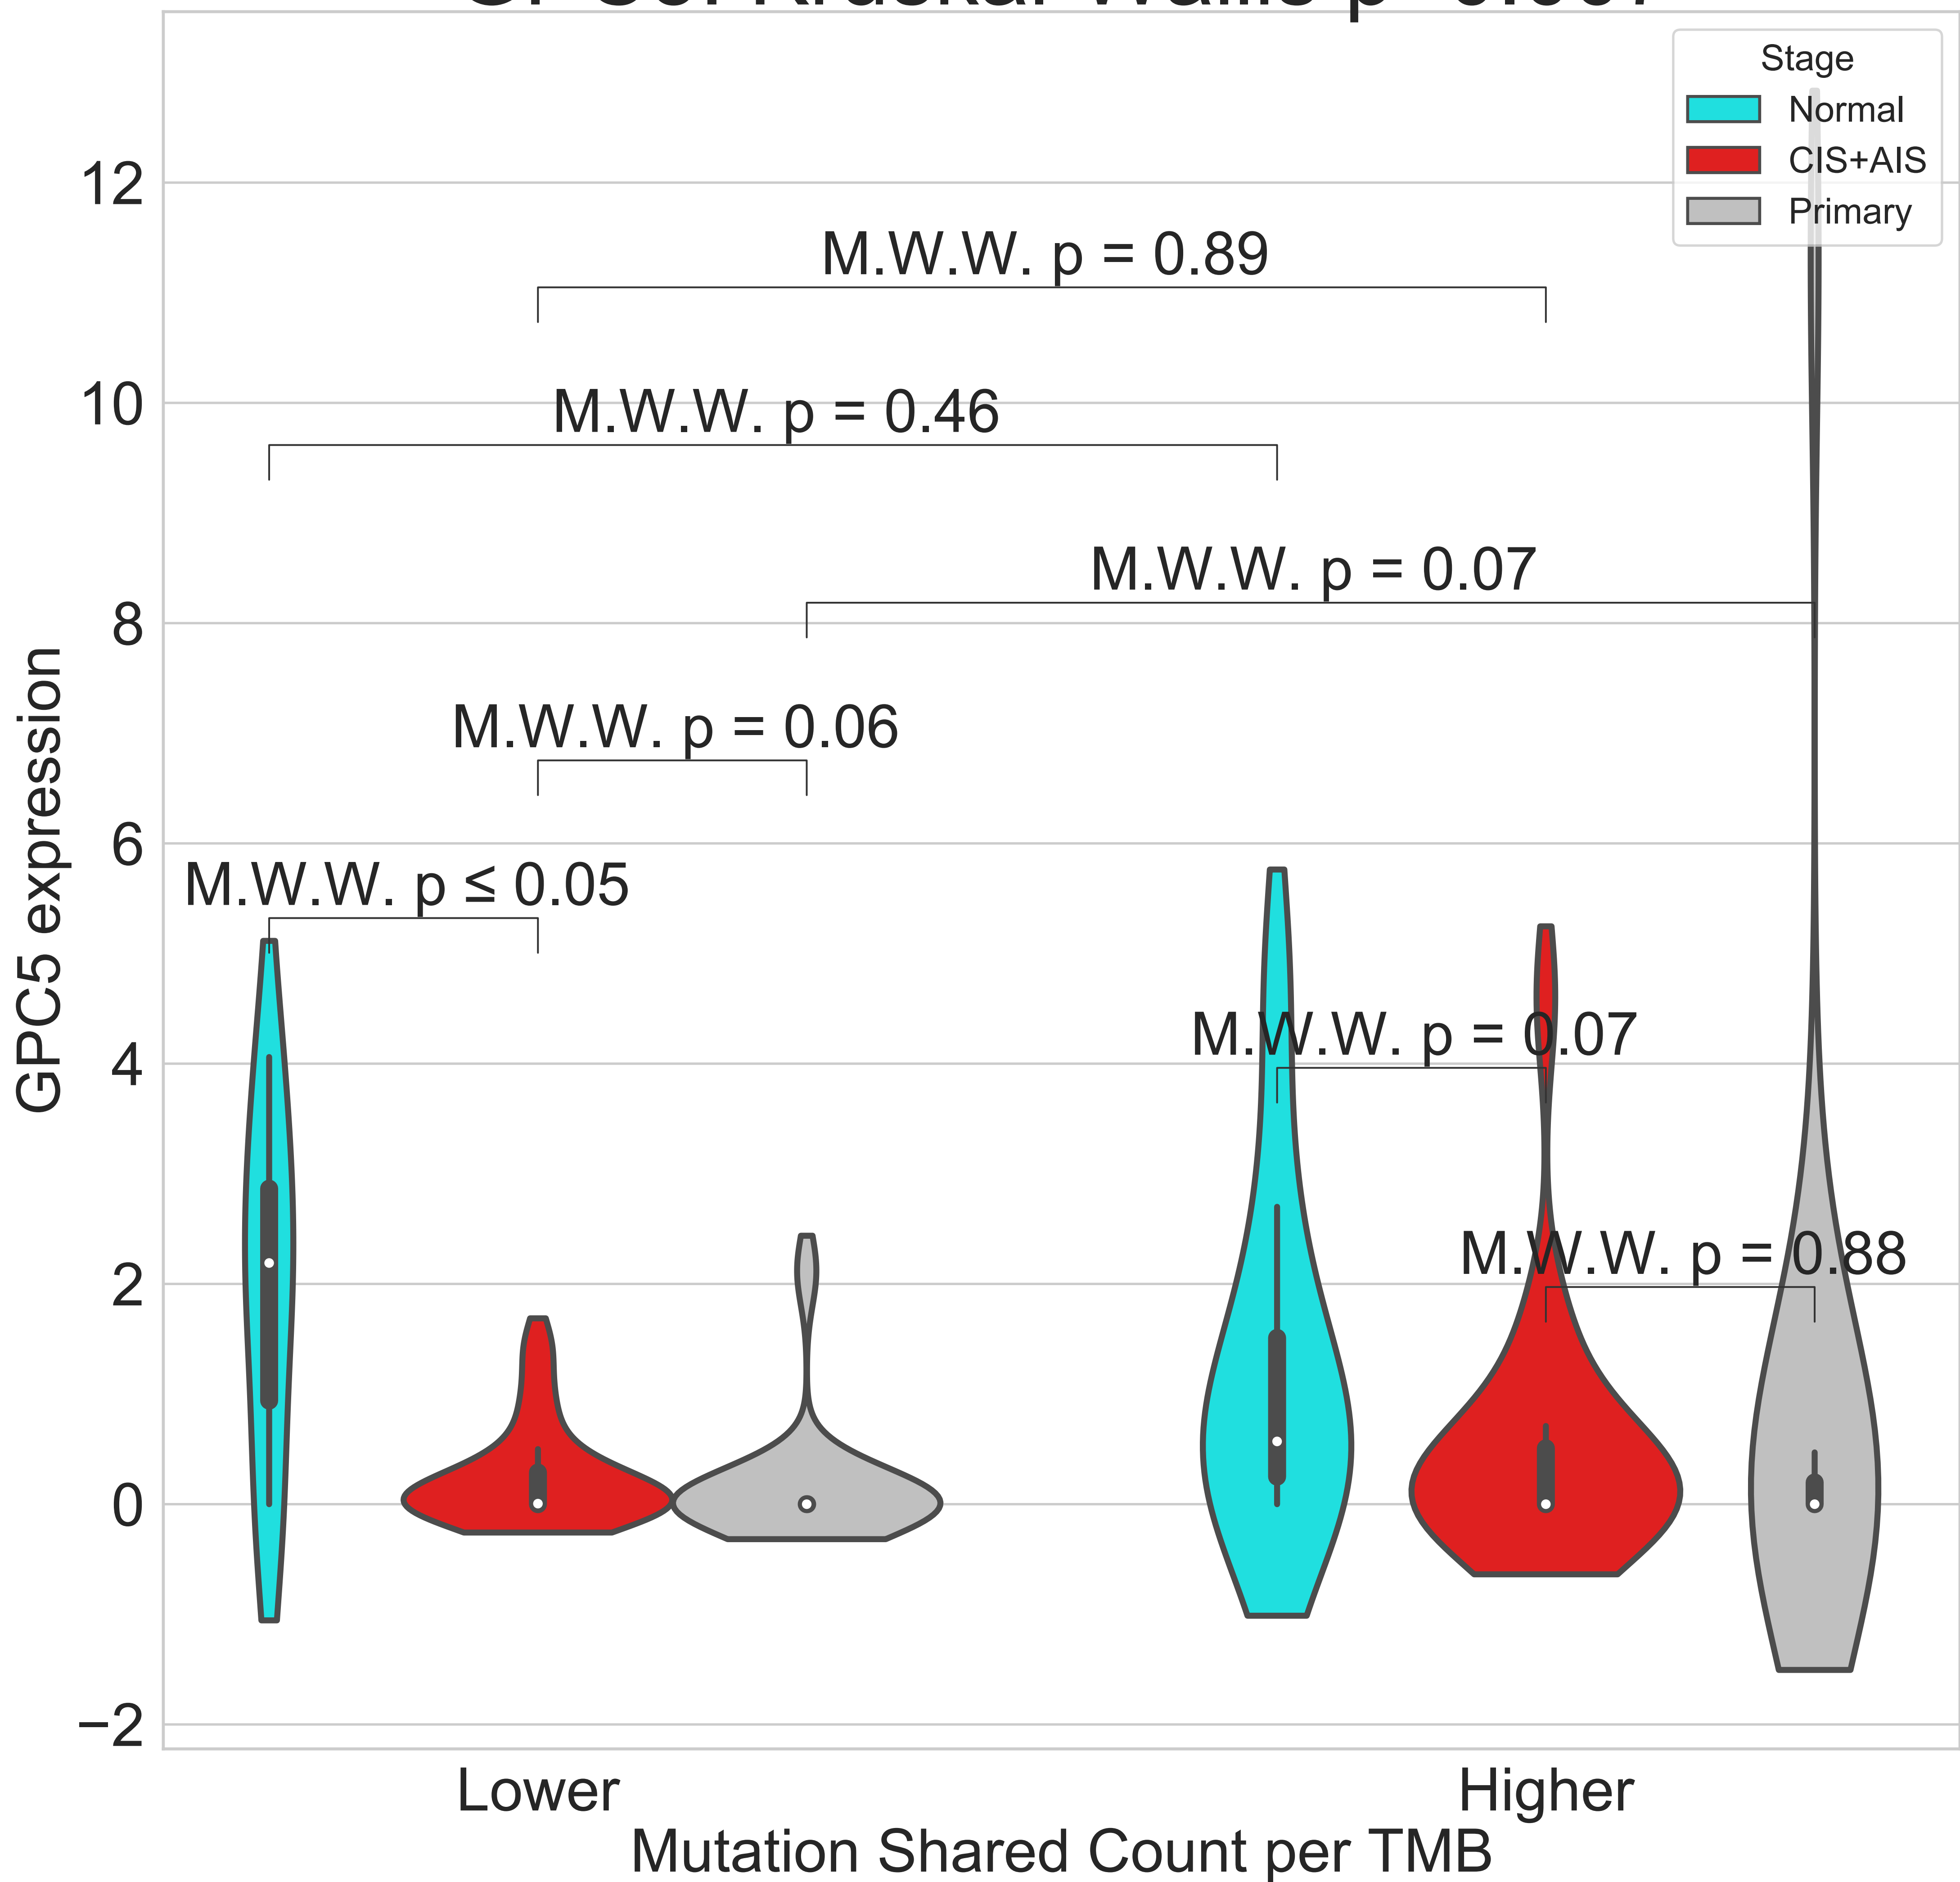 Stage
Normal
CIS+AIS
Primary
12
10
8
6
4
2
0
−2
GPC5 expression
M.W.W. p = 0.89
M.W.W. p = 0.46
M.W.W. p = 0.07
M.W.W. p = 0.06
M.W.W. p ≤ 0.05
M.W.W. p = 0.07
M.W.W. p = 0.88
Lower
Higher
Mutation Shared Count per TMB